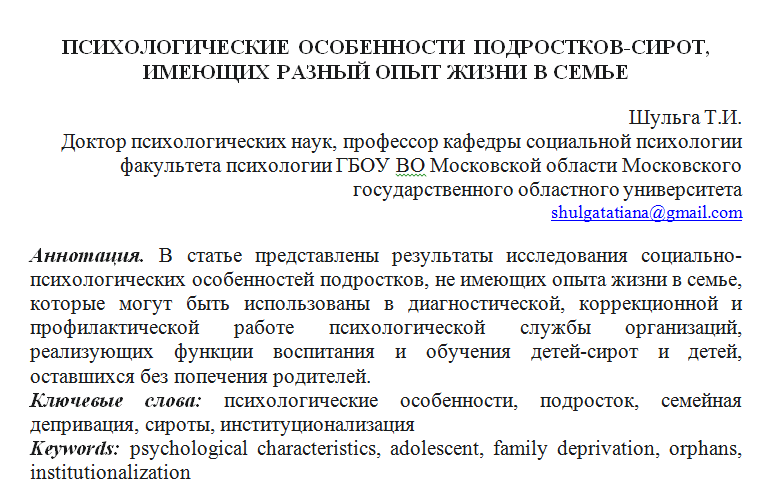 ПСИХОЛОГИЧЕСКИЕ ОСОБЕННОСТИ ПОДРОСТКОВ-СИРОТ,
ИМЕЮЩИХ РАЗНЫЙ ОПЫТ ЖИЗНИ В СЕМЬЕ
Шульга Т.И.
Доктор психологических наук, профессор кафедры социальной психологии
факультета психологии ГБОУ ВО Московской области Московского
государственного областного университета
shulgatatiana@gmail.com
Аннотация. В статье представлены результаты исследования социально-
психологических особенностей подростков, не имеющих опыта жизни в семье,
которые могут быть использованы в диагностической, коррекционной и
профилактической работе психологической службы организаций,
реализующих функции воспитания и обучения детей-сирот и детей,
оставшихся без попечения родителей.
Ключевые слова: психологические особенности, подросток, семейная
депривация, сироты, институционализация
Keywords: psychological characteristics, adolescent, family deprivation, orphans,
institutionalization